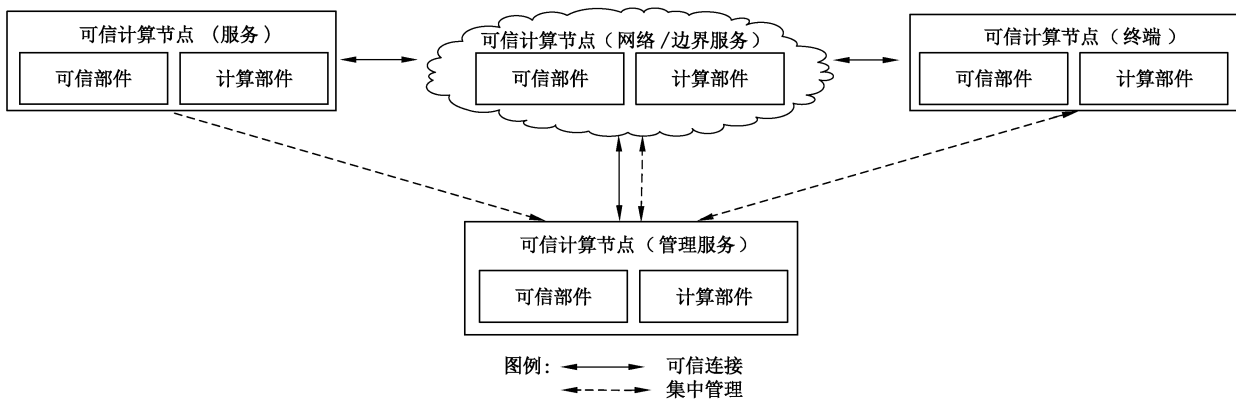 可信计算节点 (服务)
可信部件
计算部件
可信计算节点(网络/边界服务)
可信部件
计算部件
可信计算节点(终端)
可信部件
计算部件
可信计算节点(管理服务)
可信部件
计算部件
图例: 可信连接
集中管理